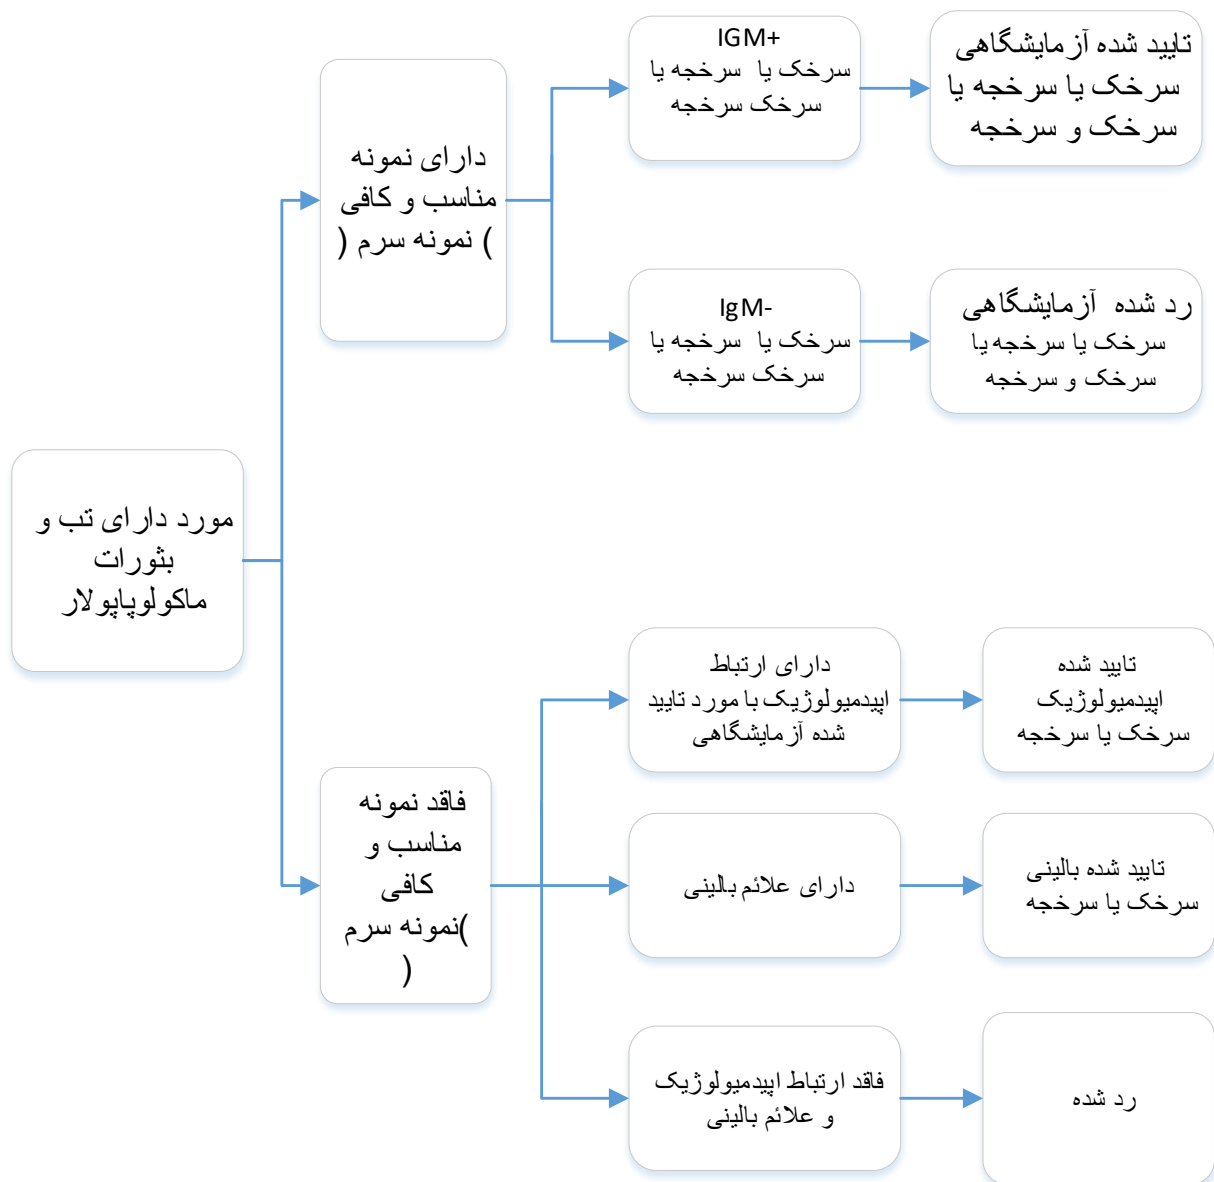 مورد دارای تب و
بثورات
ماکولوپاپولار
دارای نمونه
مناسب و کافی
) نمونه سرم (
IGM+
سرخک یا سرخجه یا
سرخک سرخجه
تایید شده آزمایشگاهی
سرخک یا سرخجه یا
سرخک و سرخجه
IgM-
سرخک یا سرخجه یا
سرخک سرخجه
رد شده آزمایشگاهی
سرخک یا سرخجه یا
سرخک و سرخجه
فاقد نمونه
مناسب و
کافی
)نمونه سرم
(
دارای ارتباط
اپیدمیولوژیک با مورد تایید
شده آزمایشگاهی
تایید شده
اپیدمیولوژیک
سرخک یا سرخجه
دارای علائم بالینی
تایید شده بالینی
سرخک یا سرخجه
فاقد ارتباط اپیدمیولوژیک
و علائم بالینی
رد شده